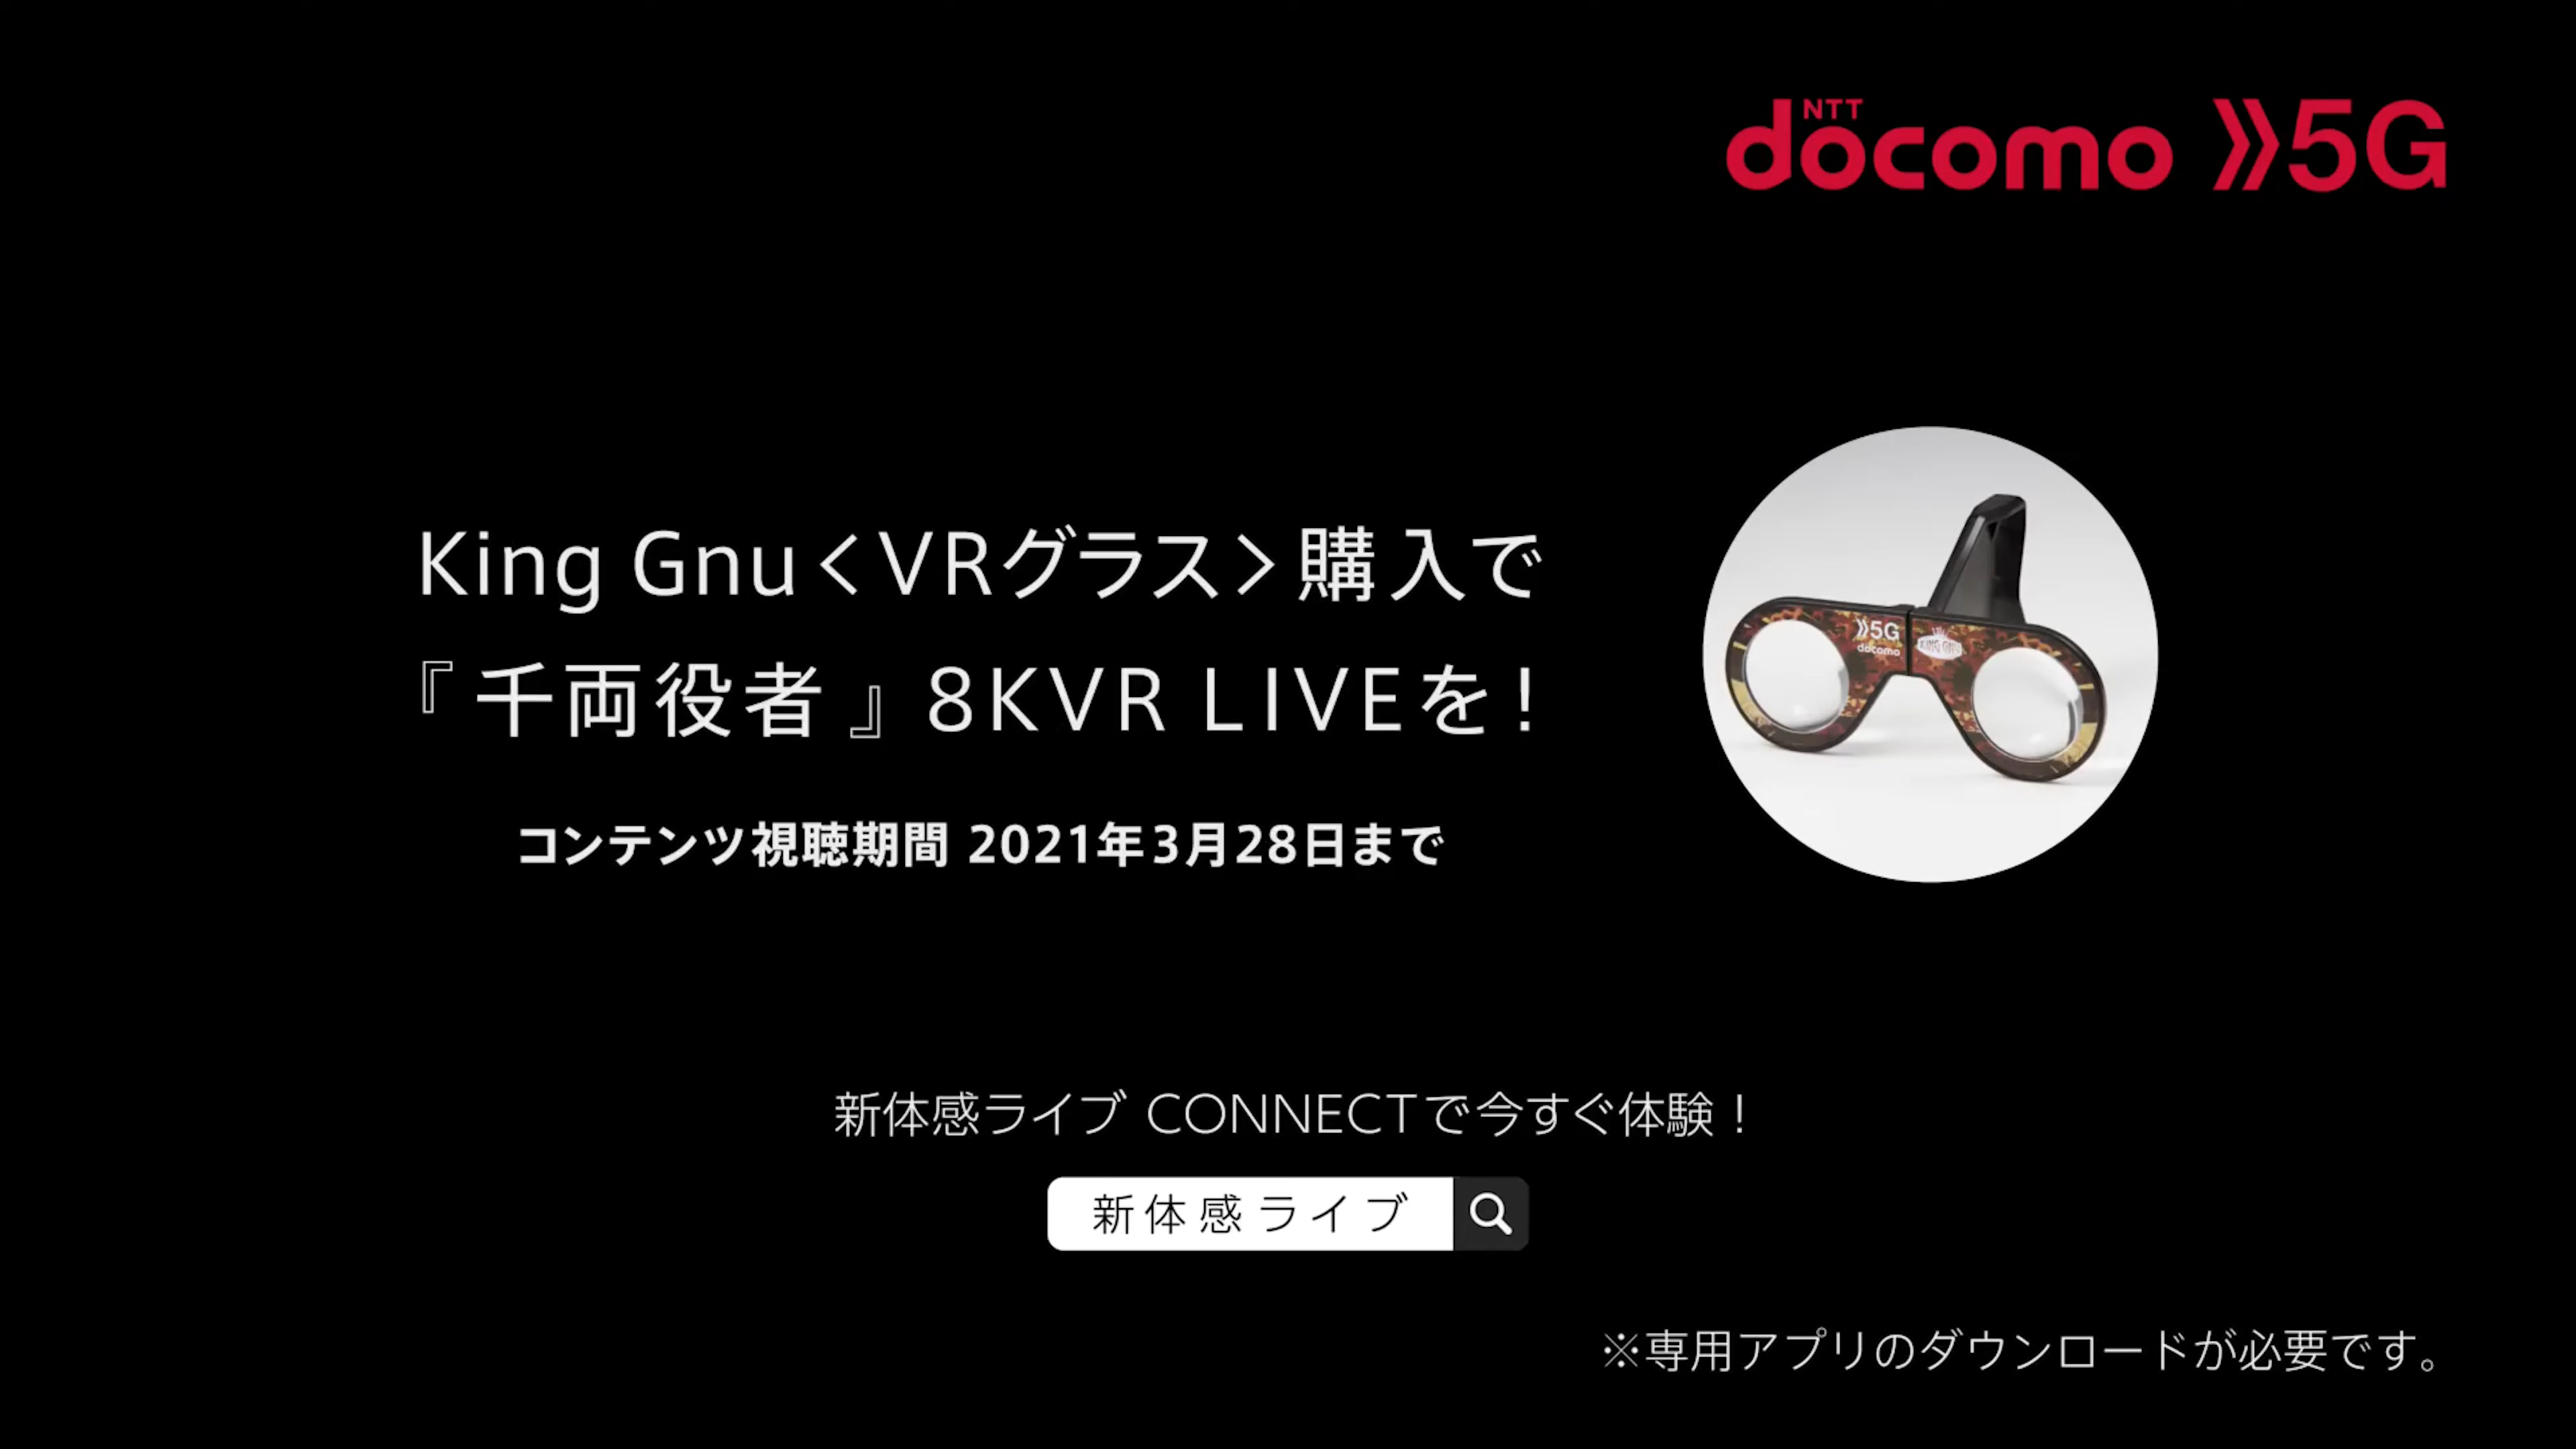 NTT
docomo 5G
King Gnu＜VRグラス＞購入で
『千両役者』8KVR LIVEを！
コンテンツ視聴期間 2021年3月28日まで
5G
docomo
KING GNU
新体感ライブ CONNECTで今すぐ体験！
新体感ライブ
※専用アプリのダウンロードが必要です。